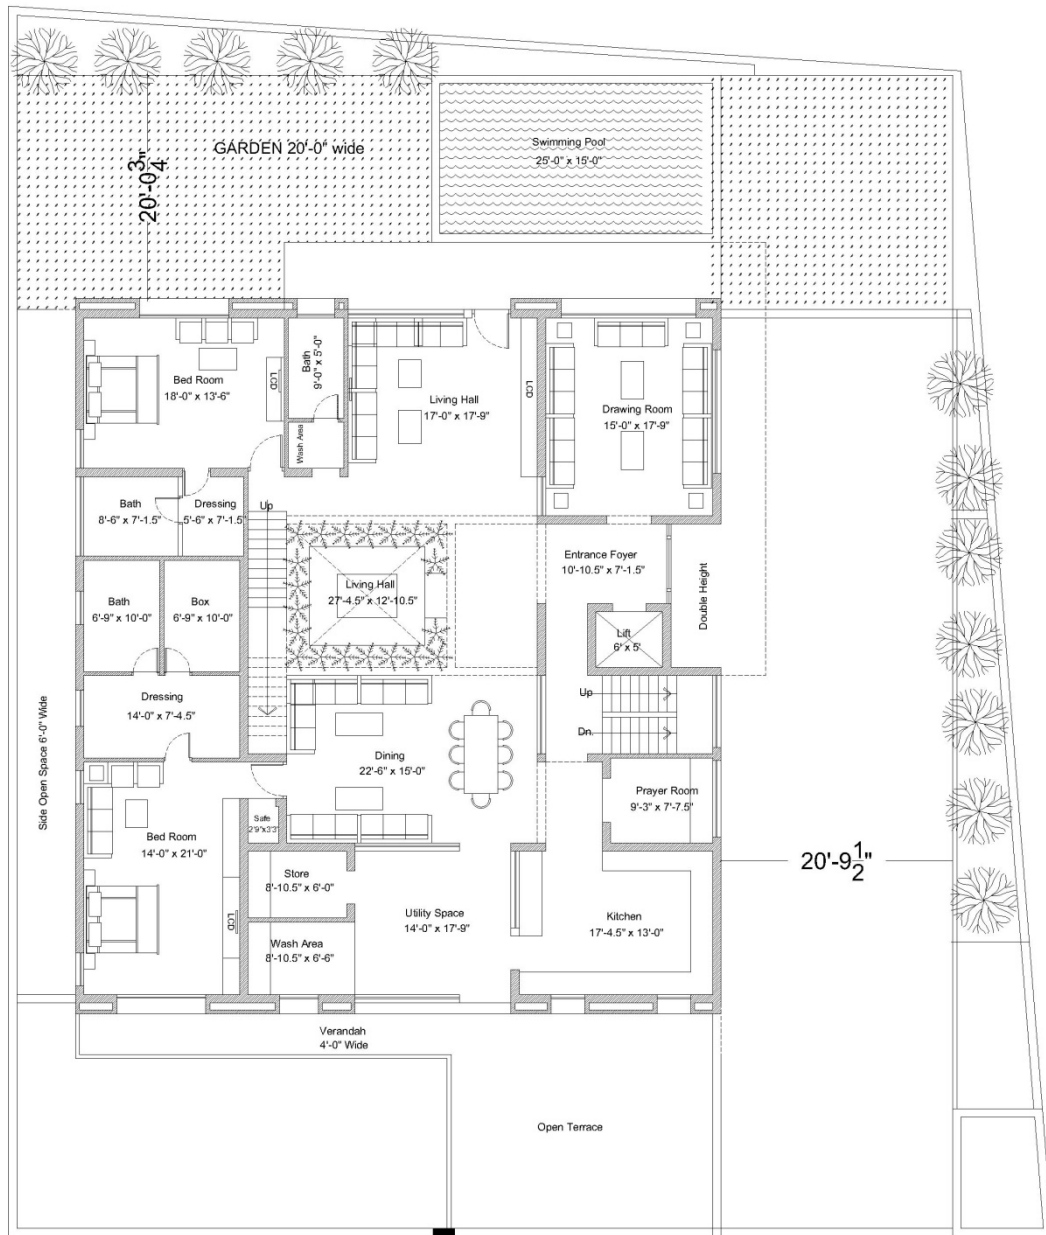 GARDEN 20'-0" wide
20'-0 3/4"
Swimming Pool
25'-0" x 15'-0"
Bed Room
18'-0" x 13'-6"
LCD
Bath
9'-0" x 5'-0"
Wash Area
Living Hall
17'-0" x 17'-9"
LCD
Drawing Room
15'-0" x 17'-9"
Bath
8'-6" x 7'-1.5"
Dressing
5'-6" x 7'-1.5"
Up
Living Hall
27'-4.5" x 12'-10.5"
Entrance Foyer
10'-10.5" x 7'-1.5"
Double Height
Bath
6'-9" x 10'-0"
Box
6'-9" x 10'-0"
Lift
6' x 5'
Dressing
14'-0" x 7'-4.5"
Up
Dn.
Side Open Space 6'-0" Wide
Dining
22'-6" x 15'-0"
Prayer Room
9'-3" x 7'-7.5"
Safe
2'9"x3'3"
Bed Room
14'-0" x 21'-0"
LCD
20'-9 1/2"
Store
8'-10.5" x 6'-0"
Utility Space
14'-0" x 17'-9"
Kitchen
17'-4.5" x 13'-0"
Wash Area
8'-10.5" x 6'-6"
Verandah
4'-0" Wide
Open Terrace